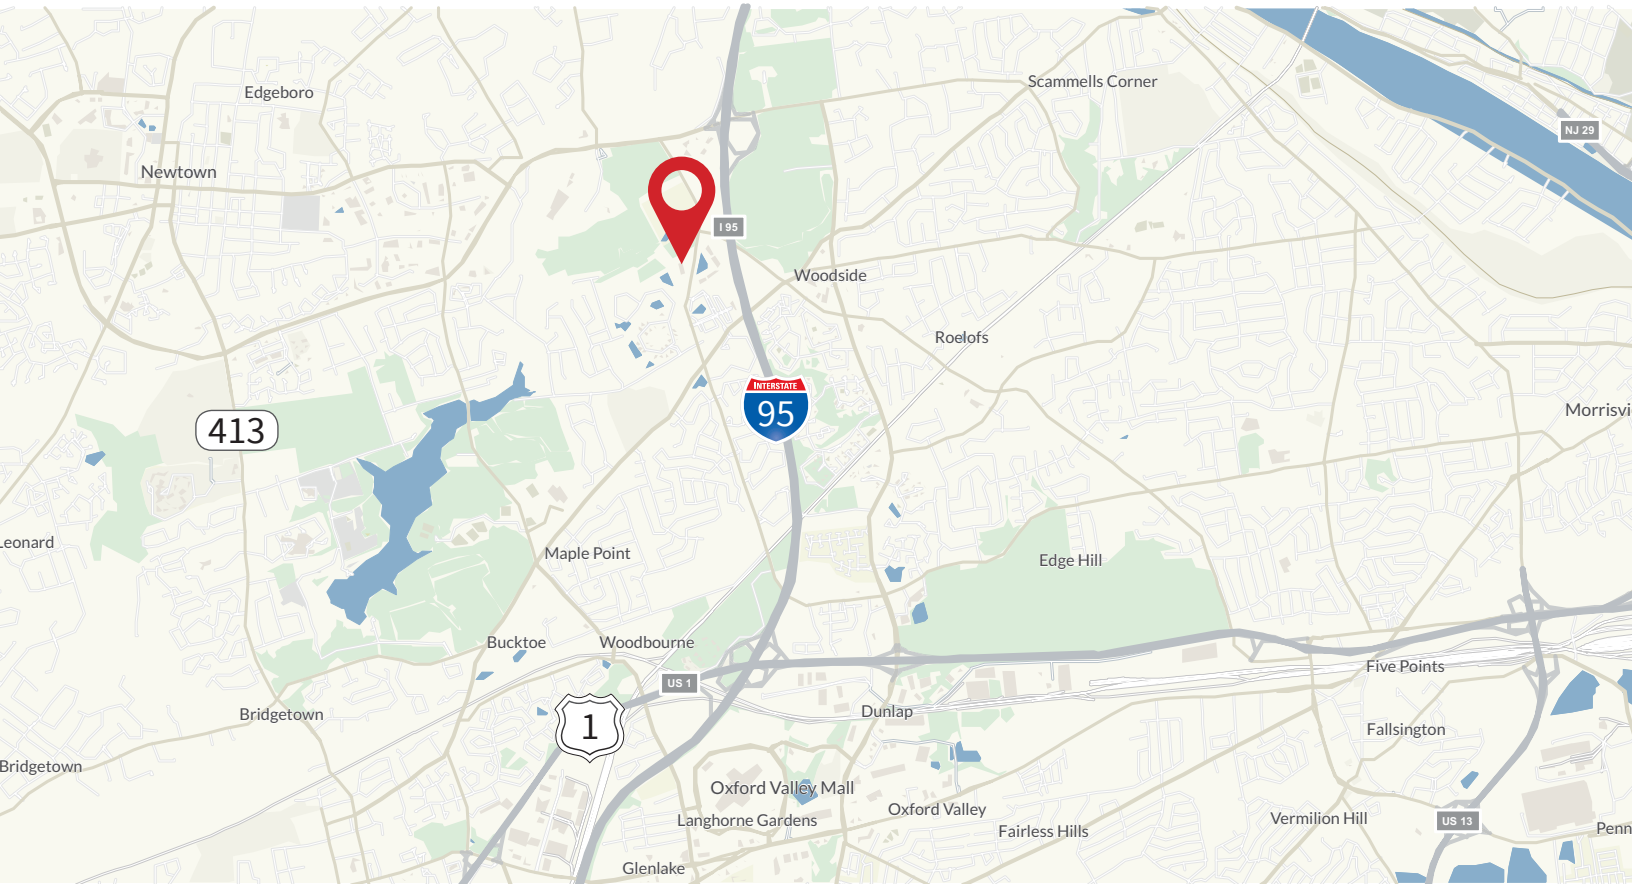 Scammells Corner
Edgeboro
NJ 29
Newtown
I 95
Woodside
Roelofs
INTERSTATE
95
Morrisvi
413
Leonard
Maple Point
Edge Hill
Bucktoe
Woodbourne
Five Points
US 1
Bridgetown
Dunlap
1
Fallsington
Bridgetown
Oxford Valley Mall
Oxford Valley
Langhorne Gardens
Vermilion Hill
US 13
Fairless Hills
Penn
Glenlake